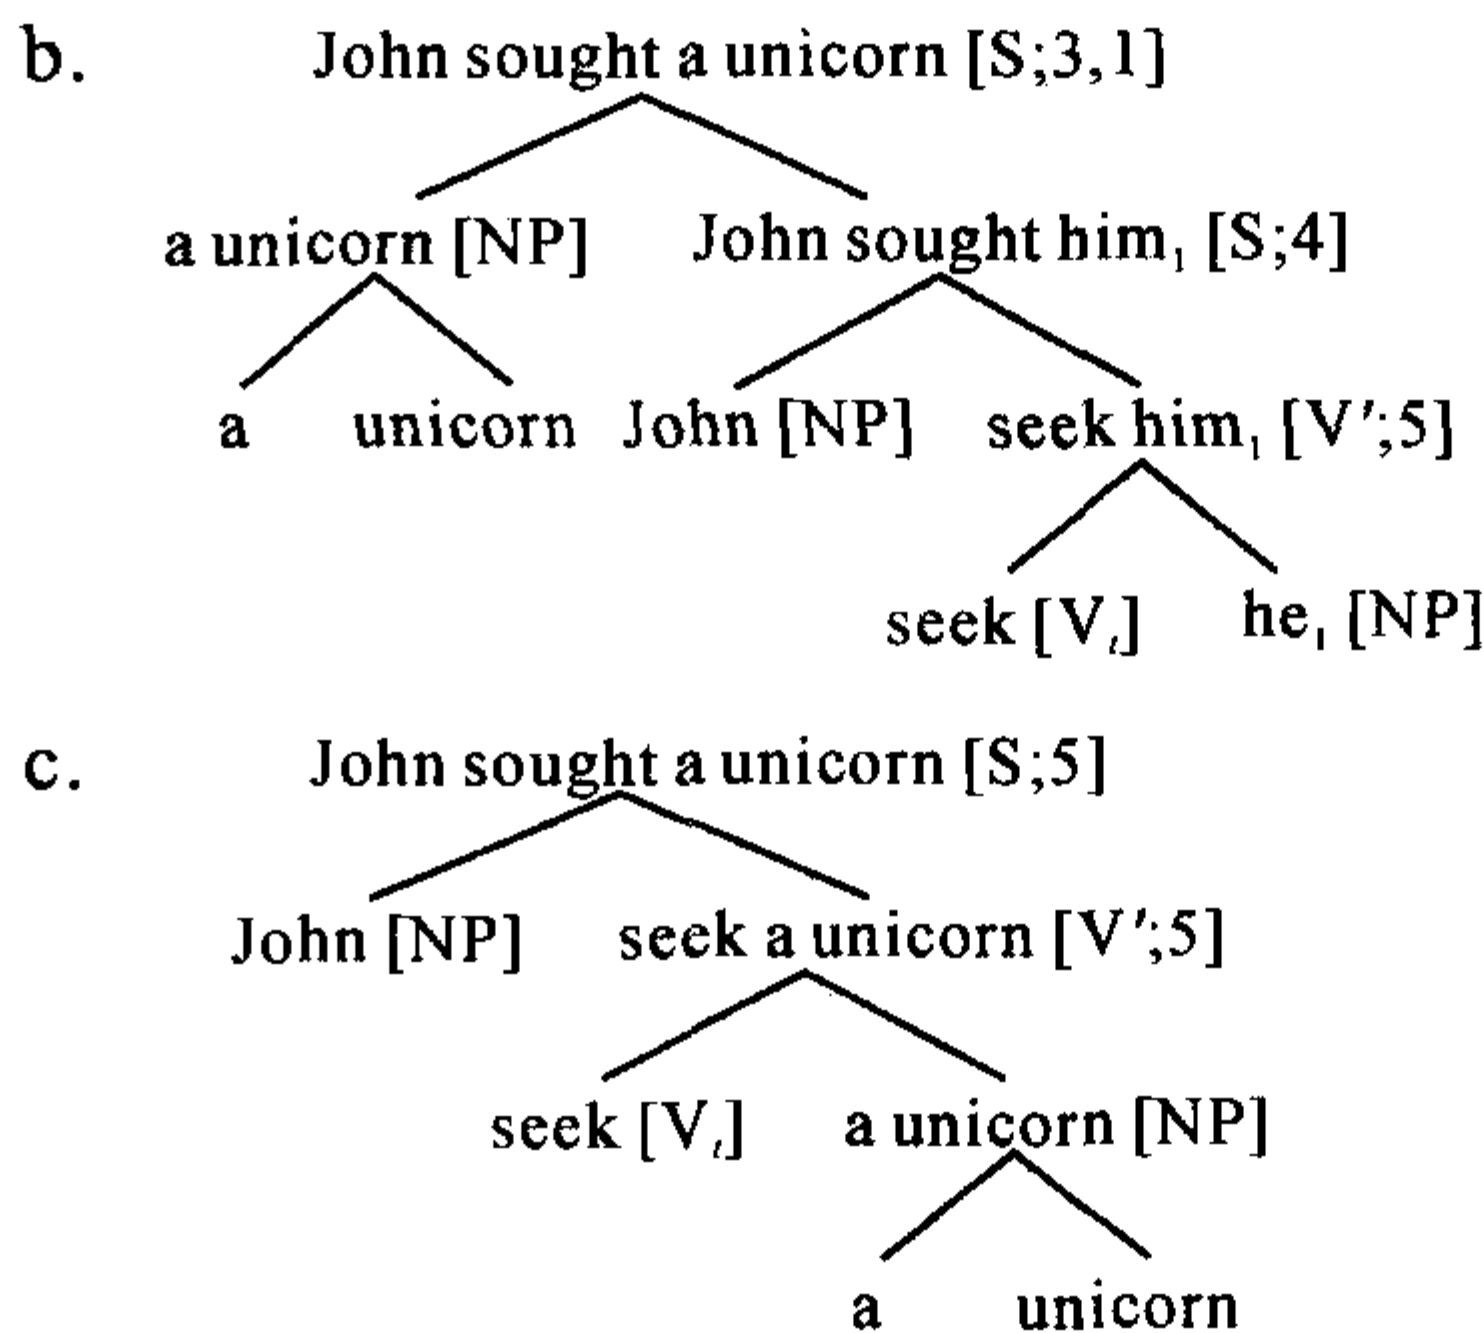 b. John sought a unicorn [S;3,1]
a unicorn [NP] John sought him₁ [S;4]
a unicorn John [NP] seek him₁ [V′;5]
seek [Vₜ] he₁ [NP]
c. John sought a unicorn [S;5]
John [NP] seek a unicorn [V′;5]
seek [Vₜ] a unicorn [NP]
a unicorn